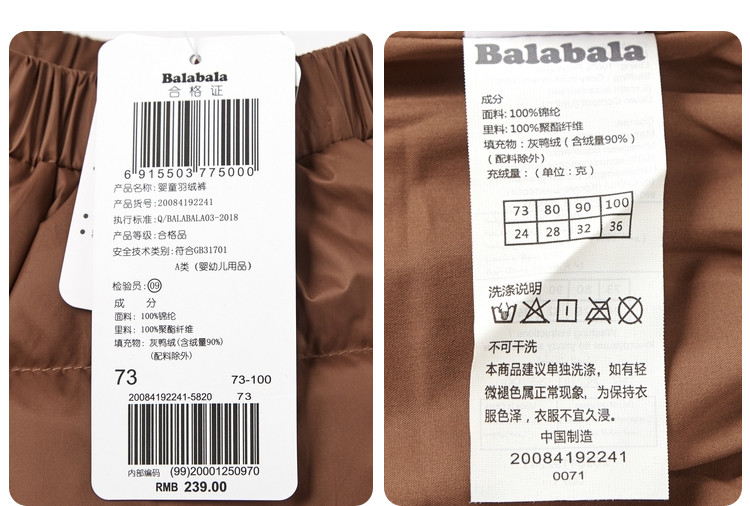 Balabala
合格证
6 915503 775000
产品名称: 婴童羽绒裤
产品货号: 20084192241
执行标准: Q/BALABALA03-2018
产品等级: 合格品
安全技术类别: 符合GB31701
A类 (婴幼儿用品)
检验员: 09
成 分
面料: 100%锦纶
里料: 100%聚酯纤维
填充物: 灰鸭绒(含绒量90%)
(配料除外)
73 73-100
20084192241-5820 73
内部编码 (99)20001250970
RMB 239.00
Balabala
成分
面料: 100%锦纶
里料: 100%聚酯纤维
填充物: 灰鸭绒 (含绒量90%)
(配料除外)
充绒量: (单位: 克)
73 80 90 100
24 28 32 36
洗涤说明
不可干洗
本商品建议单独洗涤, 如有轻
微褪色属正常现象, 为保持衣
服色泽, 衣服不宜久浸。
中国制造
20084192241
0071